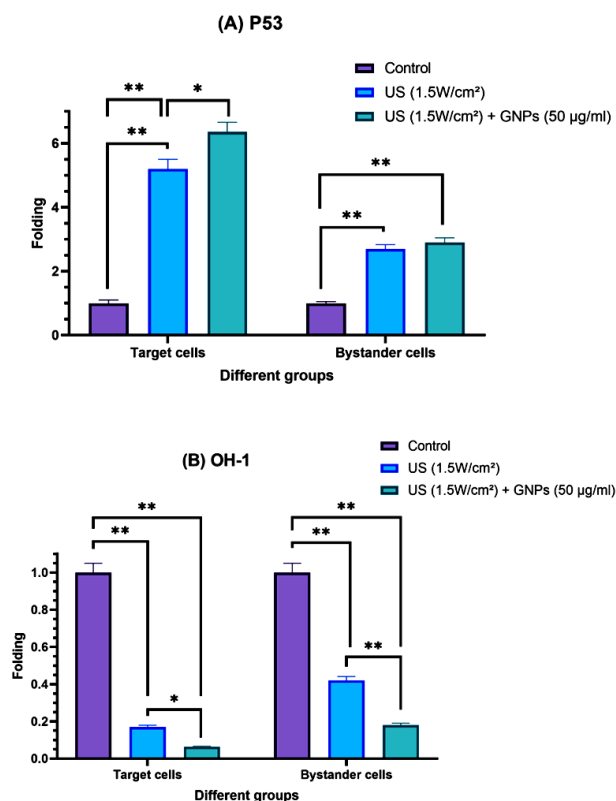 (A) P53
Control
US (1.5W/cm²)
US (1.5W/cm²) + GNPs (50 µg/ml)
** *
**
**
**
6
4
2
0
Folding
Target cells Bystander cells
Different groups
(B) OH-1
Control
US (1.5W/cm²)
US (1.5W/cm²) + GNPs (50 µg/ml)
** **
** **
**
*
1.0
0.8
0.6
0.4
0.2
0.0
Folding
Target cells Bystander cells
Different groups